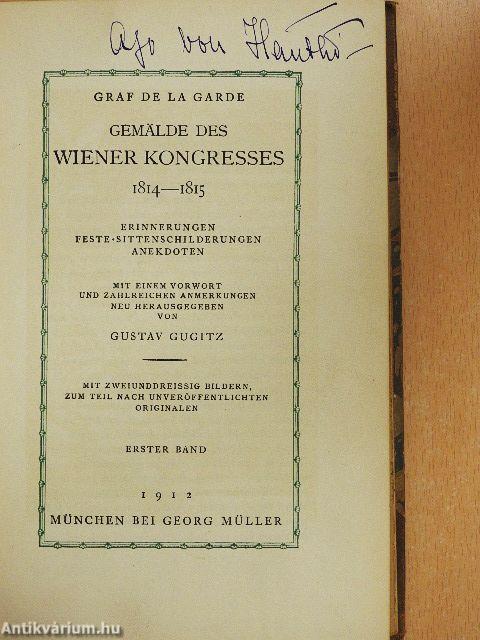 Ago von
GRAF DE LA GARDE
GEMÄLDE DES
WIENER KONGRESSES
1814—1815
ERINNERUNGEN
FESTE·SITTENSCHILDERUNGEN
ANEKDOTEN
MIT EINEM VORWORT
UND ZAHLREICHEN ANMERKUNGEN
NEU HERAUSGEGEBEN
VON
GUSTAV GUGITZ
MIT ZWEIUNDDREISSIG BILDERN,
ZUM TEIL NACH UNVERÖFFENTLICHTEN
ORIGINALEN
ERSTER BAND
1912
MÜNCHEN BEI GEORG MÜLLER
Antikvárium.hu